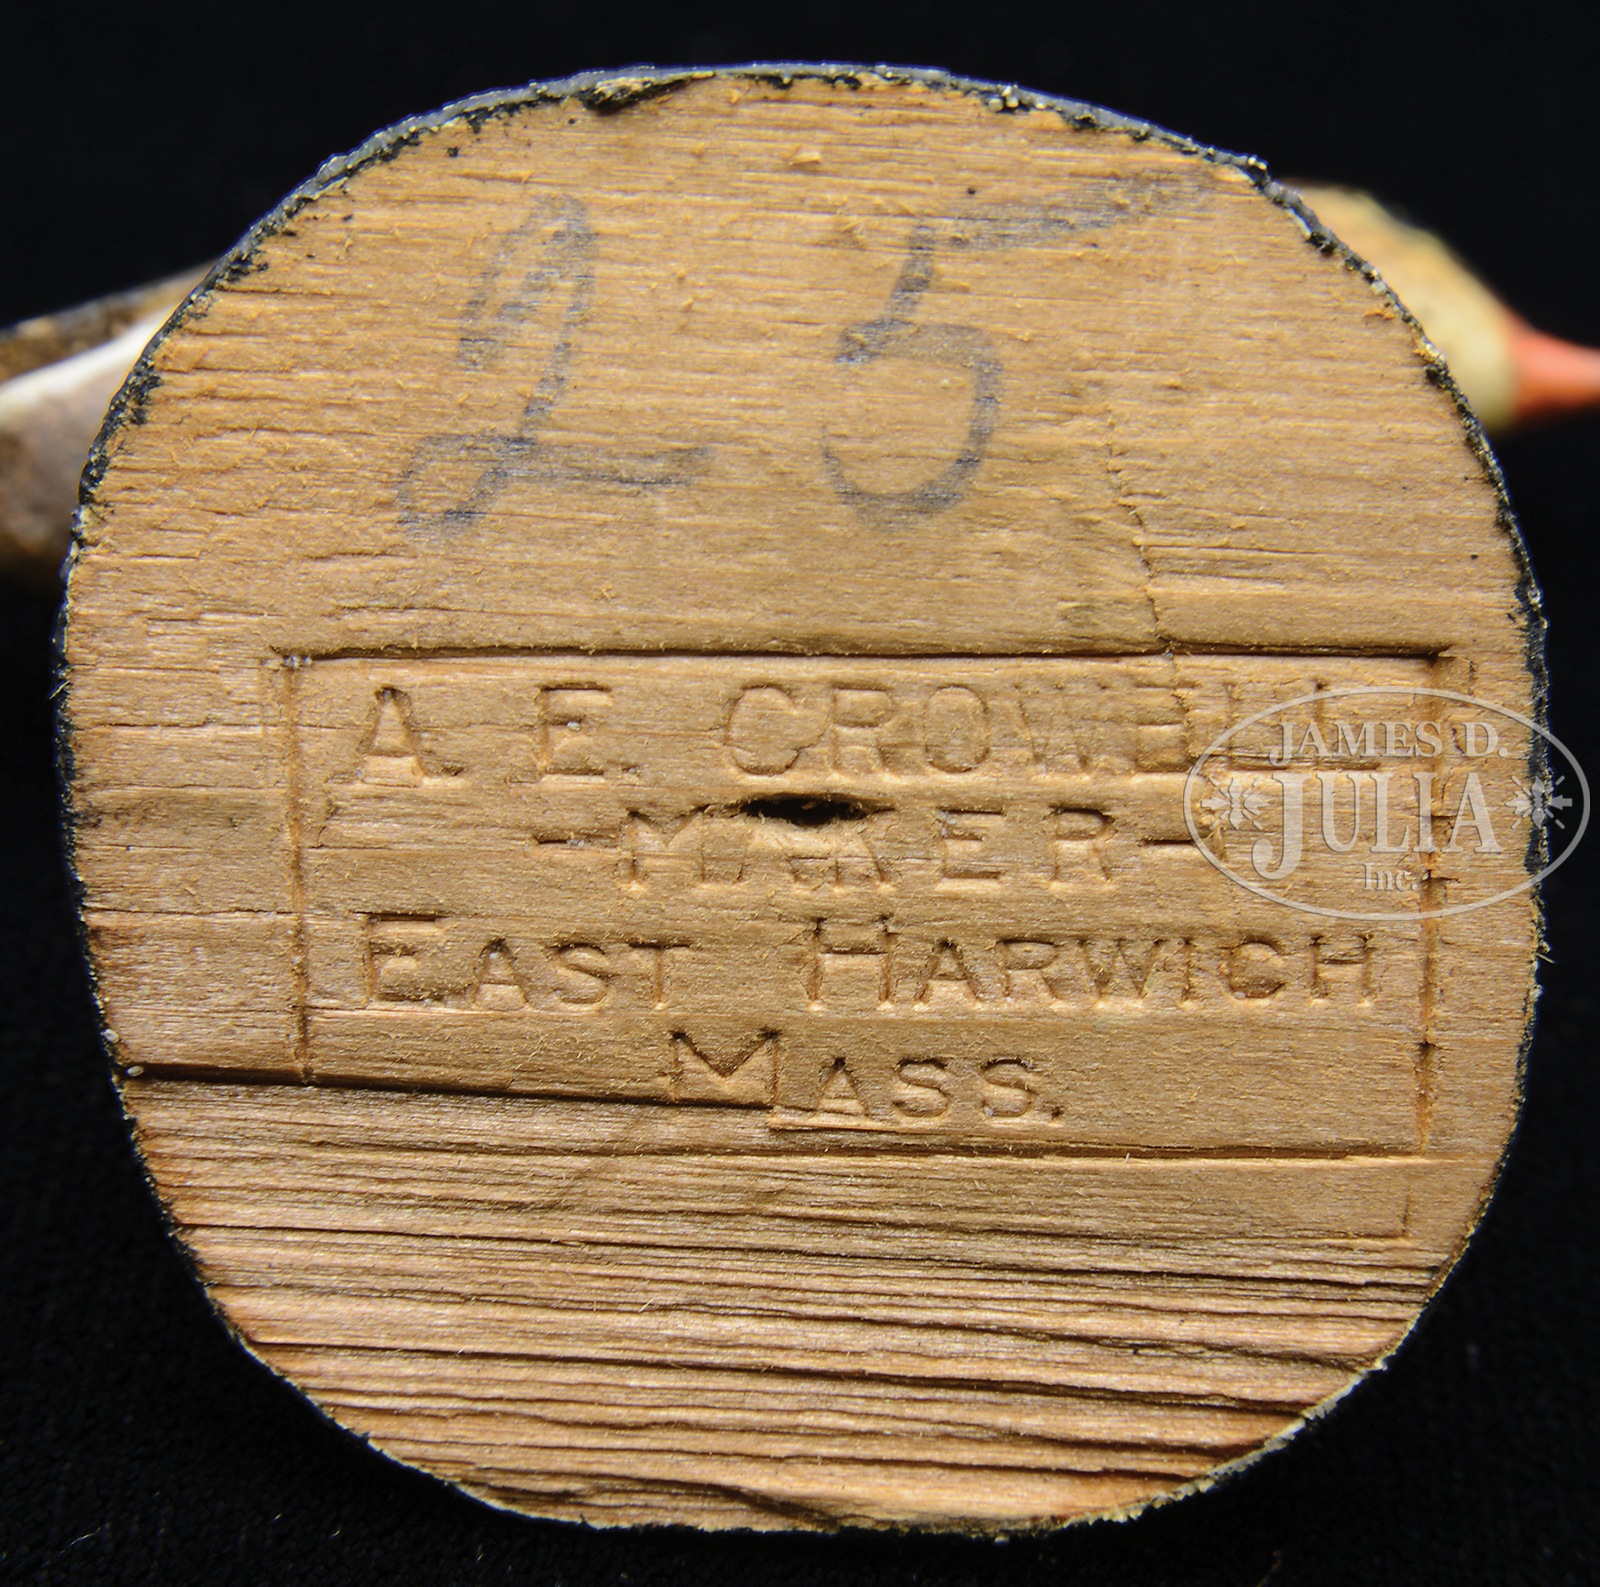 25
A. E. CROWELL
-MAKER-
EAST HARWICH
MASS.
JAMES D.
JULIA
Inc.